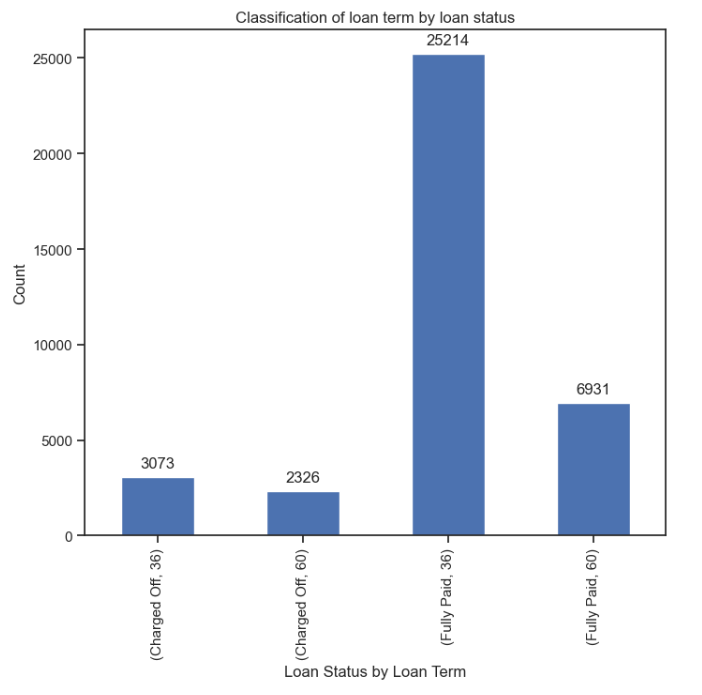 Classification of loan term by loan status
25214
25000
20000
15000
10000
6931
5000
3073
2326
0
Count
(Charged Off, 36)
(Charged Off, 60)
(Fully Paid, 36)
(Fully Paid, 60)
Loan Status by Loan Term